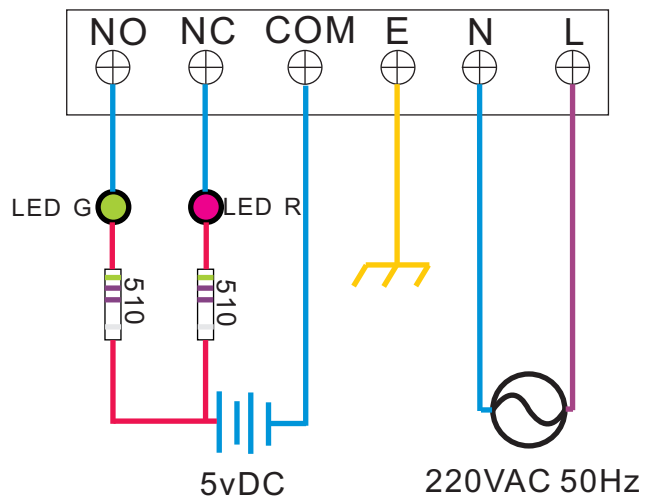 NO NC COM E N L
LED G
LED R
510
510
5vDC
220VAC 50Hz